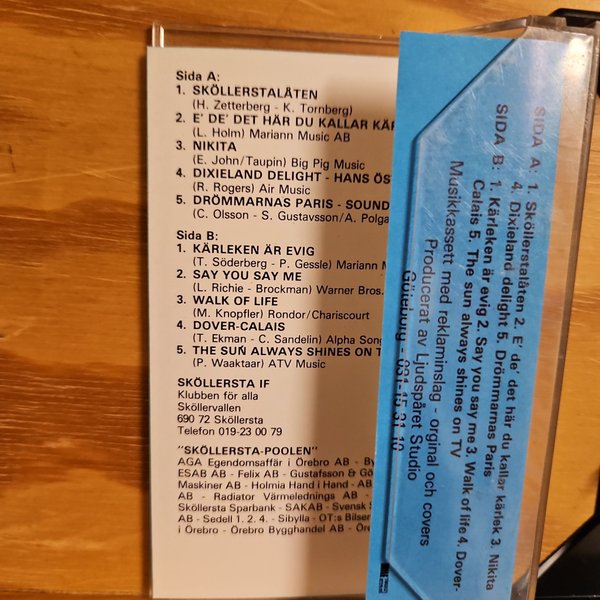 Sida A:
1. SKÖLLERSTALÅTEN
(H. Zetterberg - K. Tornberg)
2. E' DE' DET HÄR DU KALLAR KÄR
(L. Holm) Mariann Music AB
3. NIKITA
(E. John/Taupin) Big Pig Music
4. DIXIELAND DELIGHT - HANS ÖS
(R. Rogers) Air Music
5. DRÖMMARNAS PARIS - SOUND
(C. Olsson - S. Gustavsson/A. Polga
Sida B:
1. KÄRLEKEN ÄR EVIG
(T. Söderberg - P. Gessle) Mariann M
2. SAY YOU SAY ME
(L. Richie - Brockman) Warner Bros.
3. WALK OF LIFE
(M. Knopfler) Rondor/Chariscourt
4. DOVER-CALAIS
(T. Ekman - C. Sandelin) Alpha Song
5. THE SUN ALWAYS SHINES ON T
(P. Waaktaar) ATV Music
SKÖLLERSTA IF
Klubben för alla
Sköllervallen
690 72 Sköllersta
Telefon 019-23 00 79
"SKÖLLERSTA-POOLEN"
AGA Egendomsaffär i Örebro AB - By
ESAB AB - Felix AB - Gustafsson & Gö
Maskiner AB - Holmia Hand i Hand - AB
AB - Radiator Värmelednings AB -
Sköllersta Sparbank - SAKAB - Svensk S
AB - Sedell 1. 2. 4. - Sibylla - OT:s Bilser
i Örebro - Örebro Bygghandel AB - Öre
SIDA A: 1. Sköllerstalåten 2. E' de' det här du kallar kärlek 3. Nikita
4. Dixieland delight 5. Drömmarnas Paris
SIDA B: 1. Kärleken är evig 2. Say you say me 3. Walk of life 4. Dover-
Calais 5. The sun always shines on TV
Musikkassett med reklaminslag - orginal och covers
Producerat av Ljudspåret Studio
Göteborg - 031-15 31 10